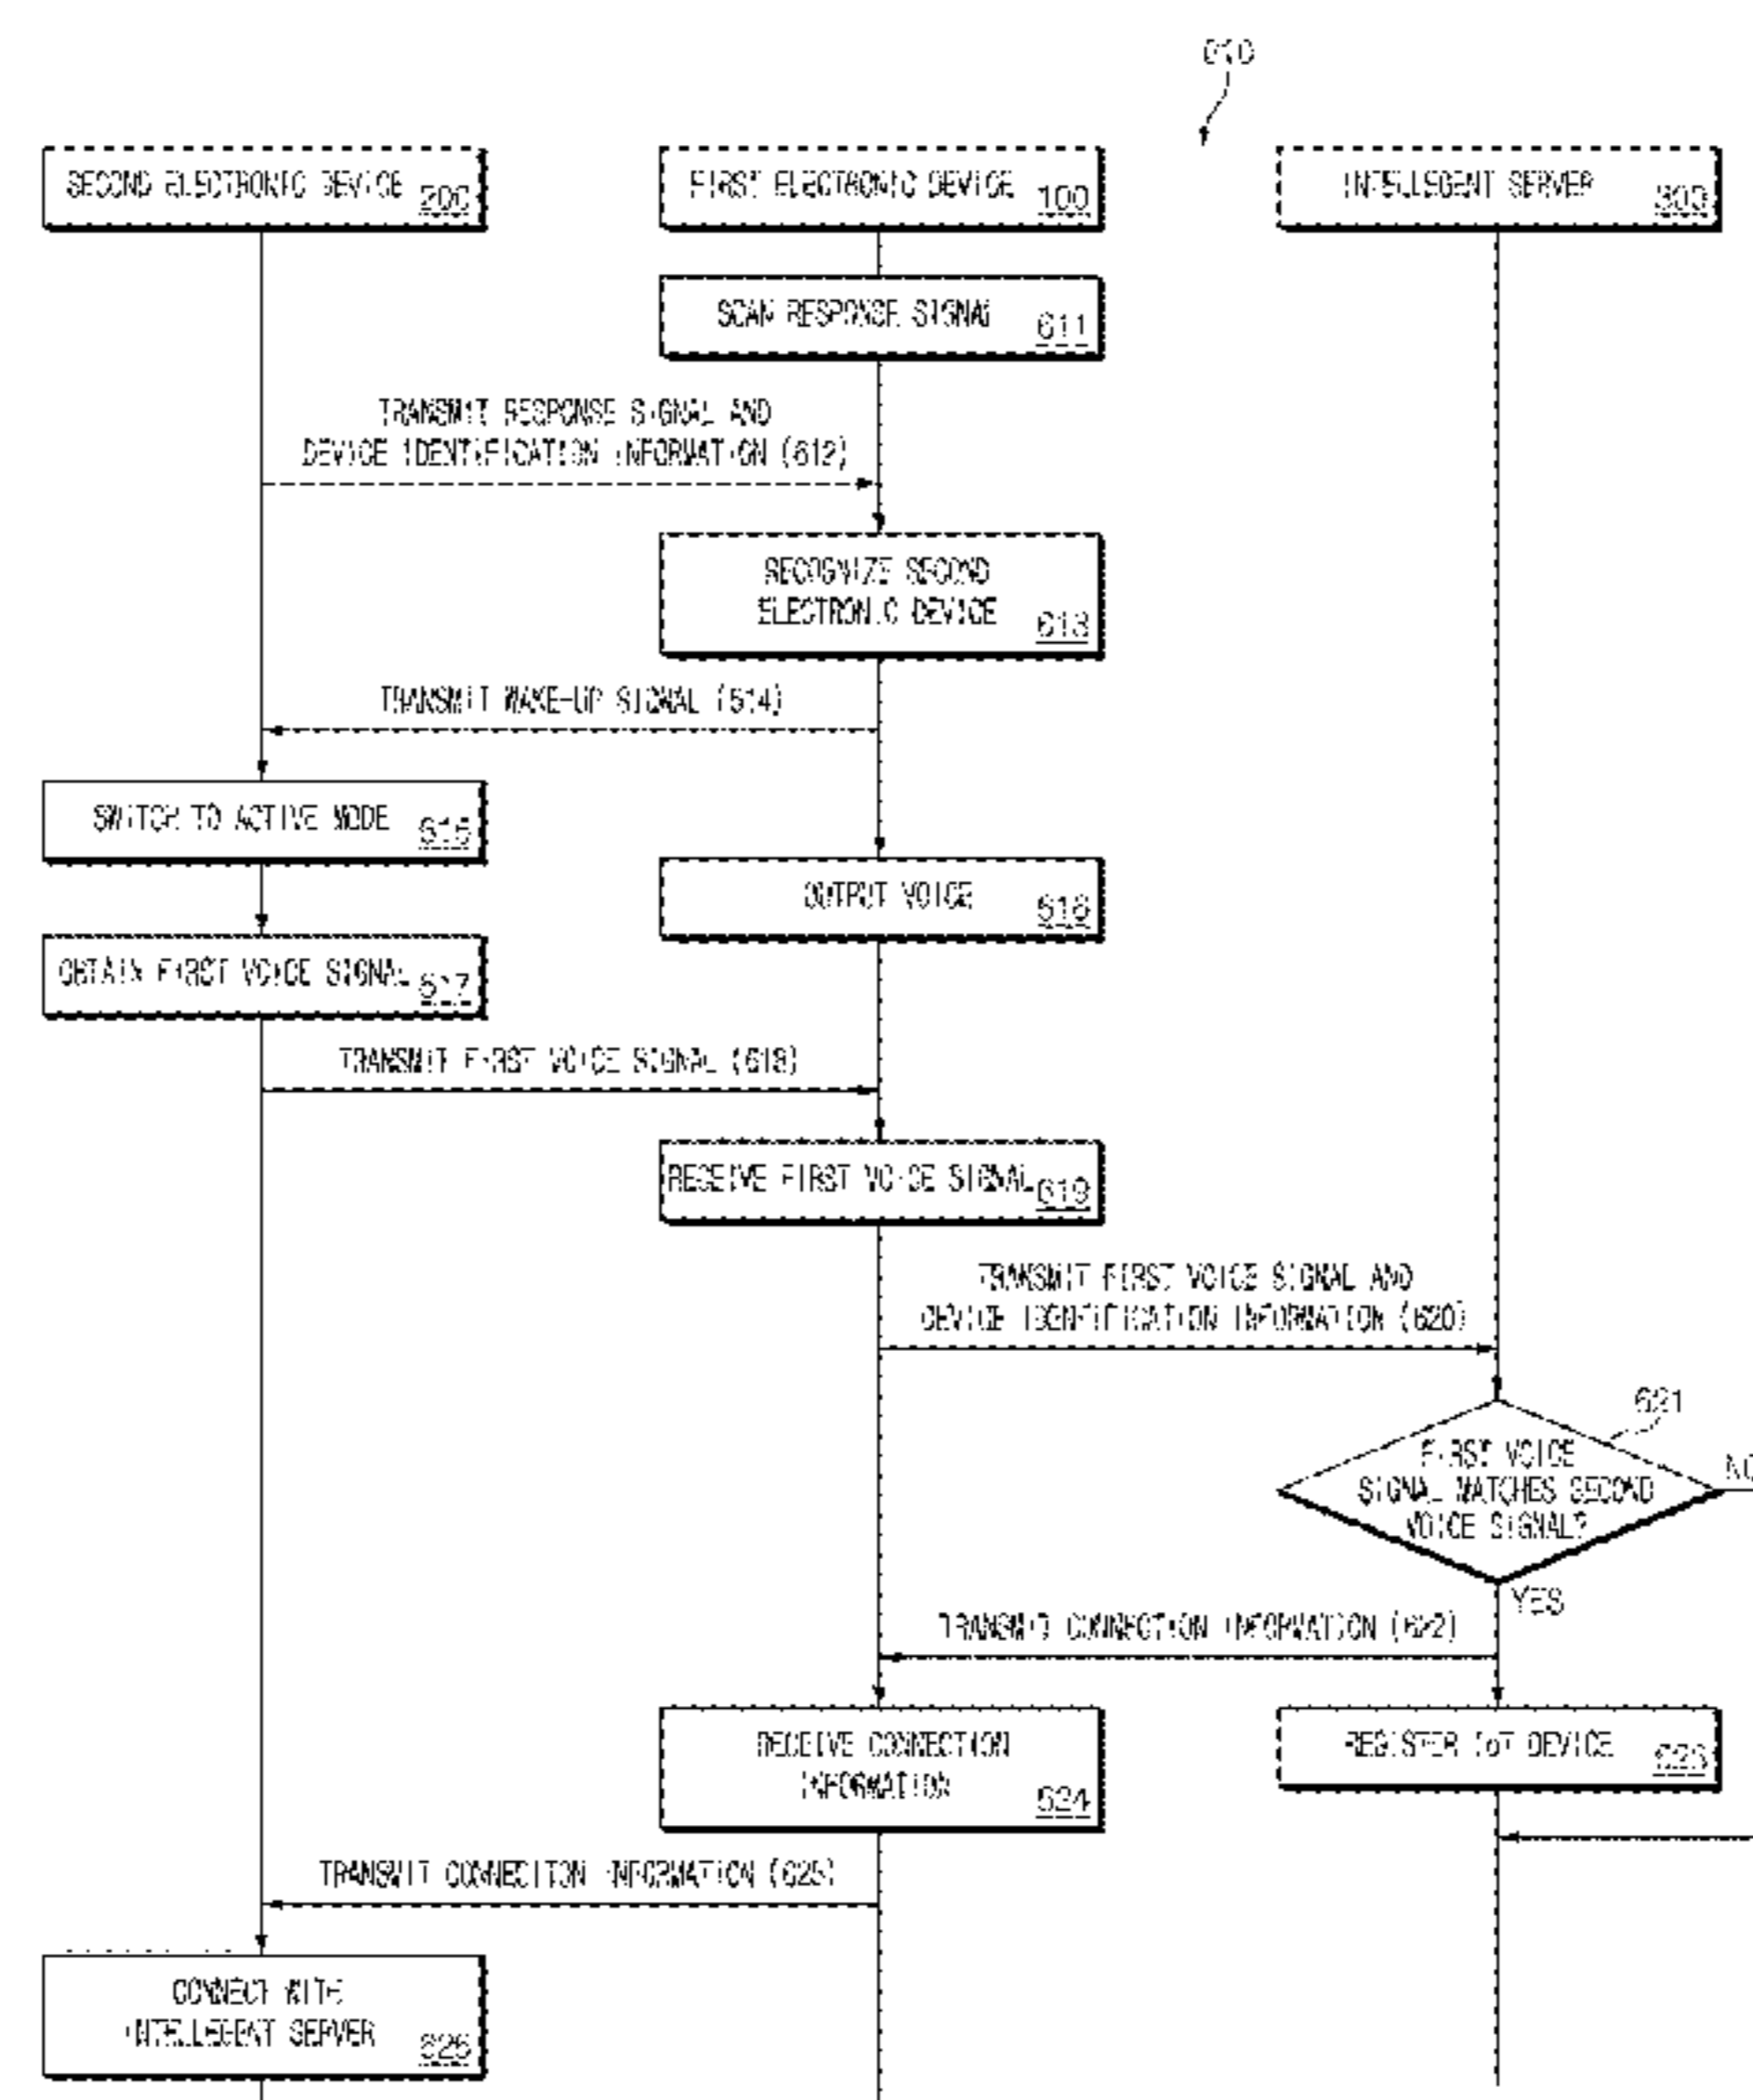 610
SECOND ELECTRONIC DEVICE 200
FIRST ELECTRONIC DEVICE 100
INTELLEGENT SERVER 300
SCAN RESPONSE SIGNAL 611
TRANSMIT RESPONSE SIGNAL AND
DEVICE IDENTIFICATION INFORMATION (612)
RECOGNIZE SECOND
ELECTRONIC DEVICE 613
TRANSMIT WAKE-UP SIGNAL (614)
SWITCH TO ACTIVE MODE 615
OUTPUT VOICE 616
OBTAIN FIRST VOICE SIGNAL 617
TRANSMIT FIRST VOICE SIGNAL (618)
RECEIVE FIRST VOICE SIGNAL 619
TRANSMIT FIRST VOICE SIGNAL AND
DEVICE IDENTIFICATION INFORMATION (620)
621
FIRST VOICE
SIGNAL MATCHES SECOND
VOICE SIGNAL?
NO
YES
TRANSMIT CONNECTION INFORMATION (622)
RECEIVE CONNECTION
INFORMATION 624
REGISTER IoT DEVICE 623
TRANSMIT CONNECITON INFORMATION (625)
CONNECT WITH
INTELLEGENT SERVER 626